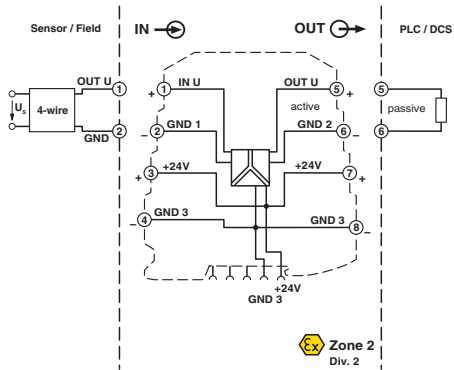 Sensor / Field
IN
OUT
PLC / DCS
OUT U
1
+
1
IN U
OUT U
5
+
5
Us
4-wire
active
passive
GND
2
–
2
GND 1
GND 2
6
–
6
+
3
+24V
+24V
7
+
–
4
GND 3
GND 3
8
–
+24V
GND 3
Ex
Zone 2
Div. 2